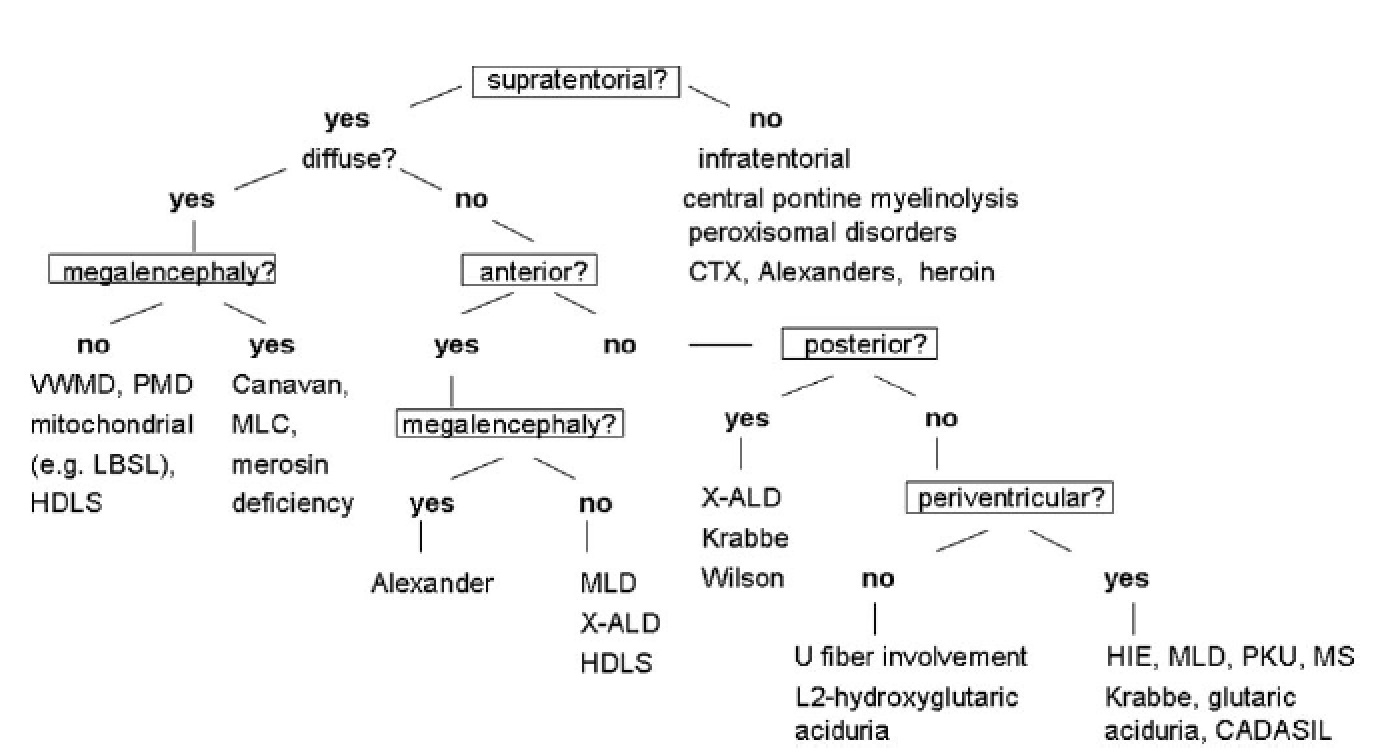 supratentorial?
yes
no
diffuse?
infratentorial
yes
no
central pontine myelinolysis
peroxisomal disorders
megalencephaly?
anterior?
CTX, Alexanders, heroin
no
yes
yes
no
posterior?
VWMD, PMD
mitochondrial
(e.g. LBSL),
HDLS
Canavan,
MLC,
merosin
deficiency
megalencephaly?
yes
no
Alexander
MLD
X-ALD
HDLS
yes
no
X-ALD
Krabbe
Wilson
periventricular?
no
yes
U fiber involvement
L2-hydroxyglutaric
aciduria
HIE, MLD, PKU, MS
Krabbe, glutaric
aciduria, CADASIL